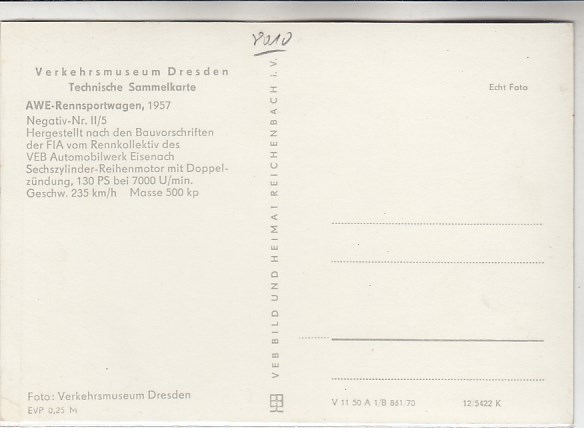 8010
Verkehrsmuseum Dresden
Technische Sammelkarte
AWE-Rennsportwagen, 1957
Negativ-Nr. II/5
Hergestellt nach den Bauvorschriften
der FIA vom Rennkollektiv des
VEB Automobilwerk Eisenach
Sechszylinder-Reihenmotor mit Doppel-
zündung, 130 PS bei 7000 U/min.
Geschw. 235 km/h Masse 500 kp
Foto: Verkehrsmuseum Dresden
EVP 0,25 M
VEB BILD UND HEIMAT REICHENBACH i. V.
Echt Foto
V 11 50 A 1/B 861/70 12/5422 K